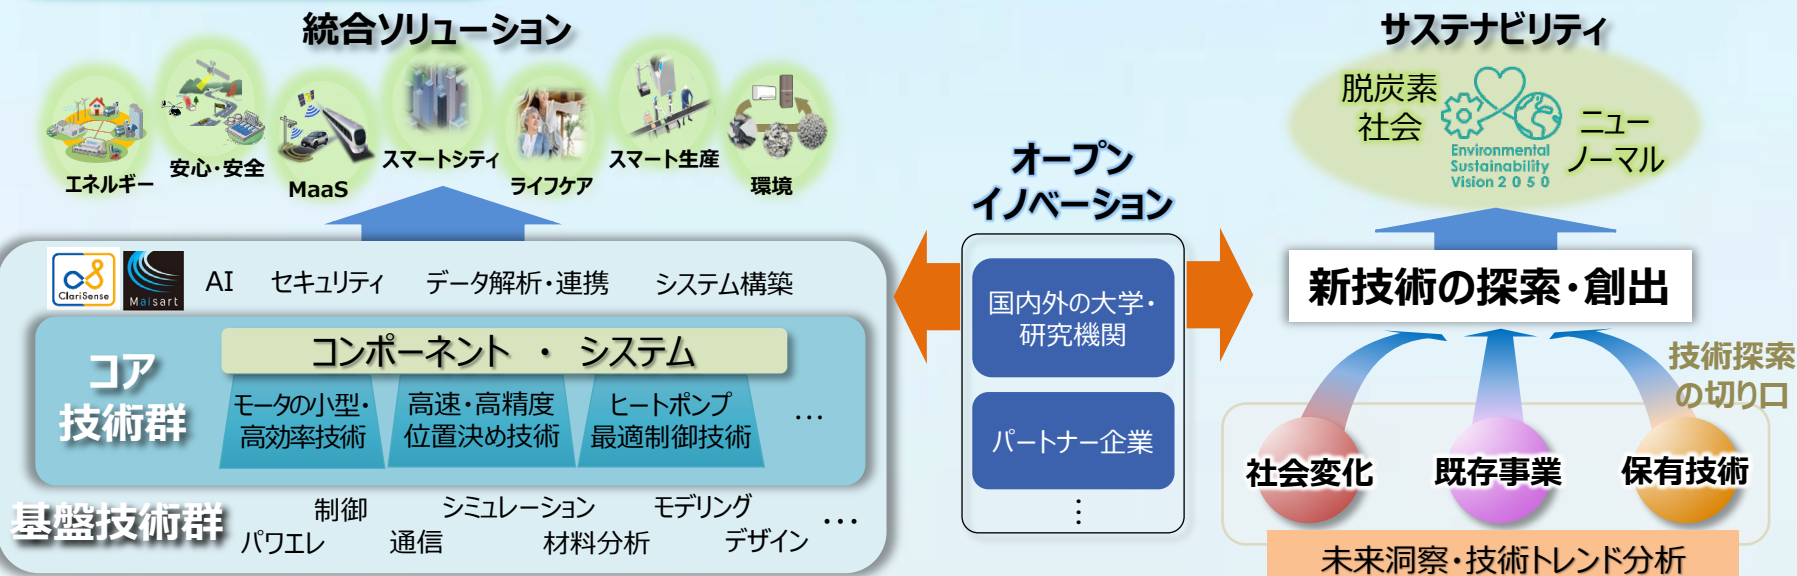 統合ソリューション
エネルギー
安心・安全
MaaS
スマートシティ
ライフケア
スマート生産
環境
ClariSense
Maisart
AI
セキュリティ
データ解析・連携
システム構築
コア
技術群
コンポーネント ・ システム
モータの小型・
高効率技術
高速・高精度
位置決め技術
ヒートポンプ
最適制御技術
…
基盤技術群
制御
シミュレーション
モデリング
パワエレ
通信
材料分析
デザイン
…
オープン
イノベーション
国内外の大学・
研究機関
パートナー企業
⋮
サステナビリティ
脱炭素
社会
Environmental
Sustainability
Vision 2050
ニュー
ノーマル
新技術の探索・創出
技術探索
の切り口
社会変化
既存事業
保有技術
未来洞察・技術トレンド分析